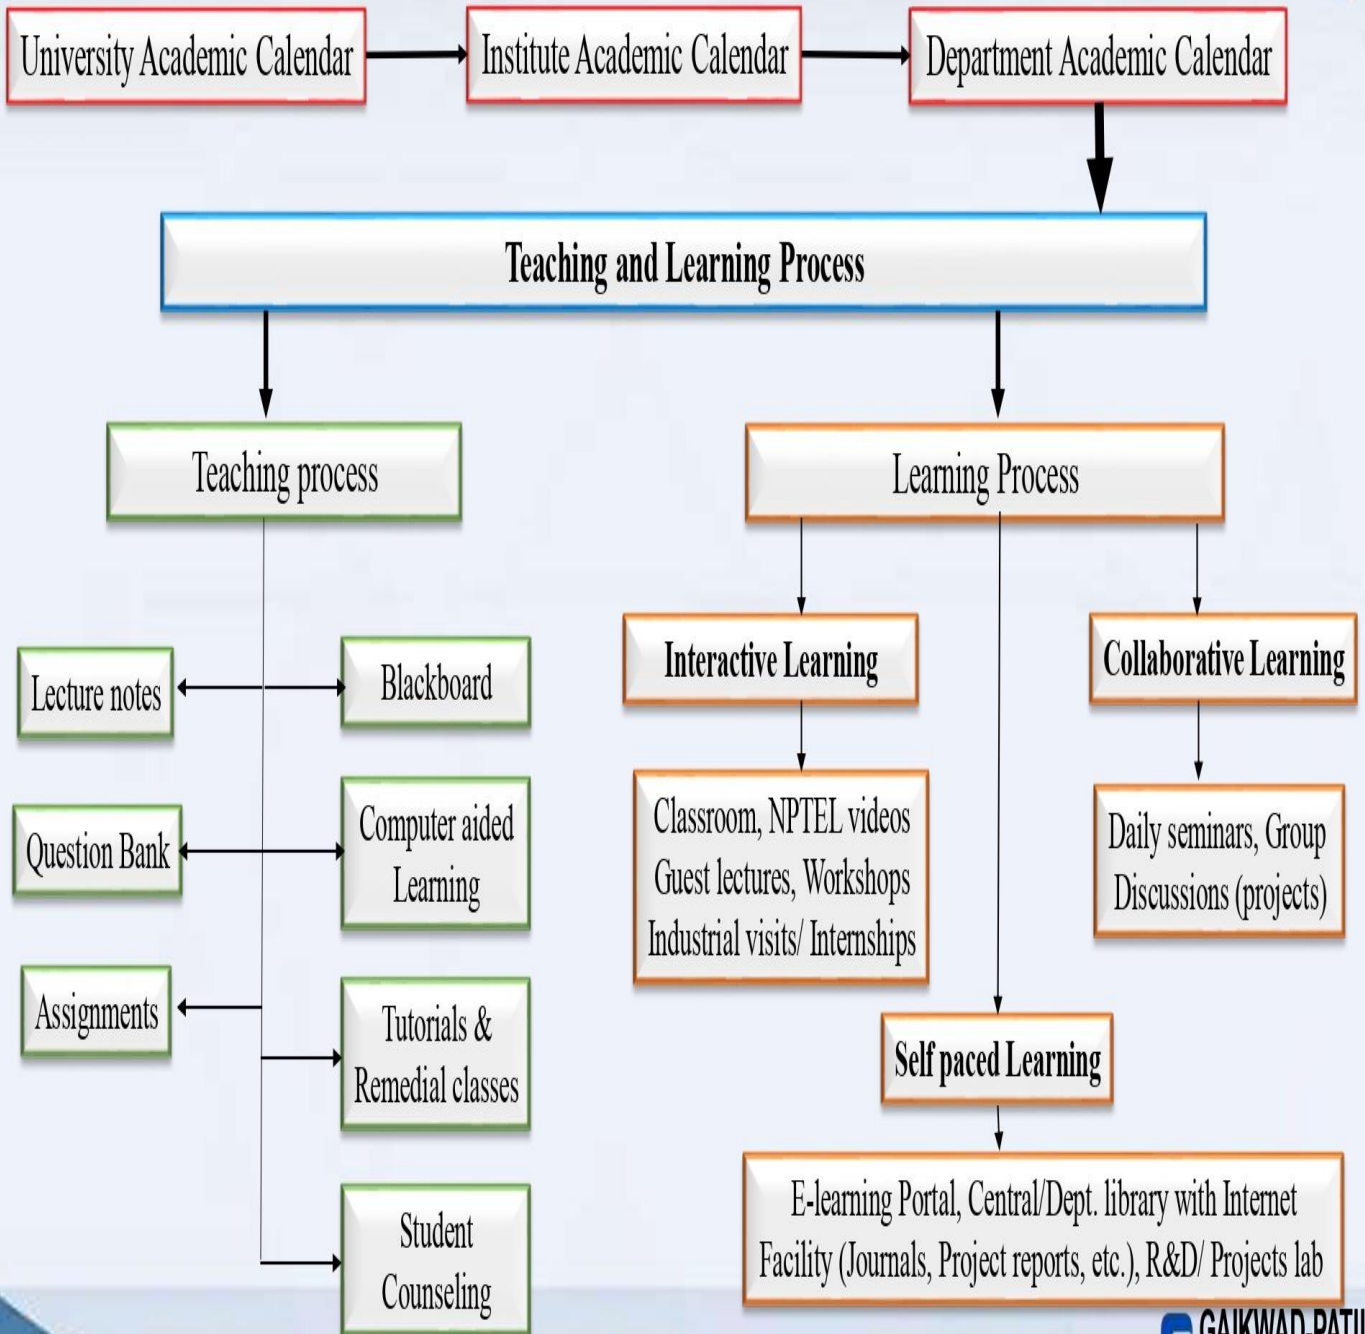 University Academic Calendar
Institute Academic Calendar
Department Academic Calendar
Teaching and Learning Process
Teaching process
Learning Process
Lecture notes
Blackboard
Question Bank
Computer aided
Learning
Assignments
Tutorials &
Remedial classes
Student
Counseling
Interactive Learning
Classroom, NPTEL videos
Guest lectures, Workshops
Industrial visits/ Internships
Collaborative Learning
Daily seminars, Group
Discussions (projects)
Self paced Learning
E-learning Portal, Central/Dept. library with Internet
Facility (Journals, Project reports, etc.), R&D/ Projects lab
GAIKWAD-PATIL